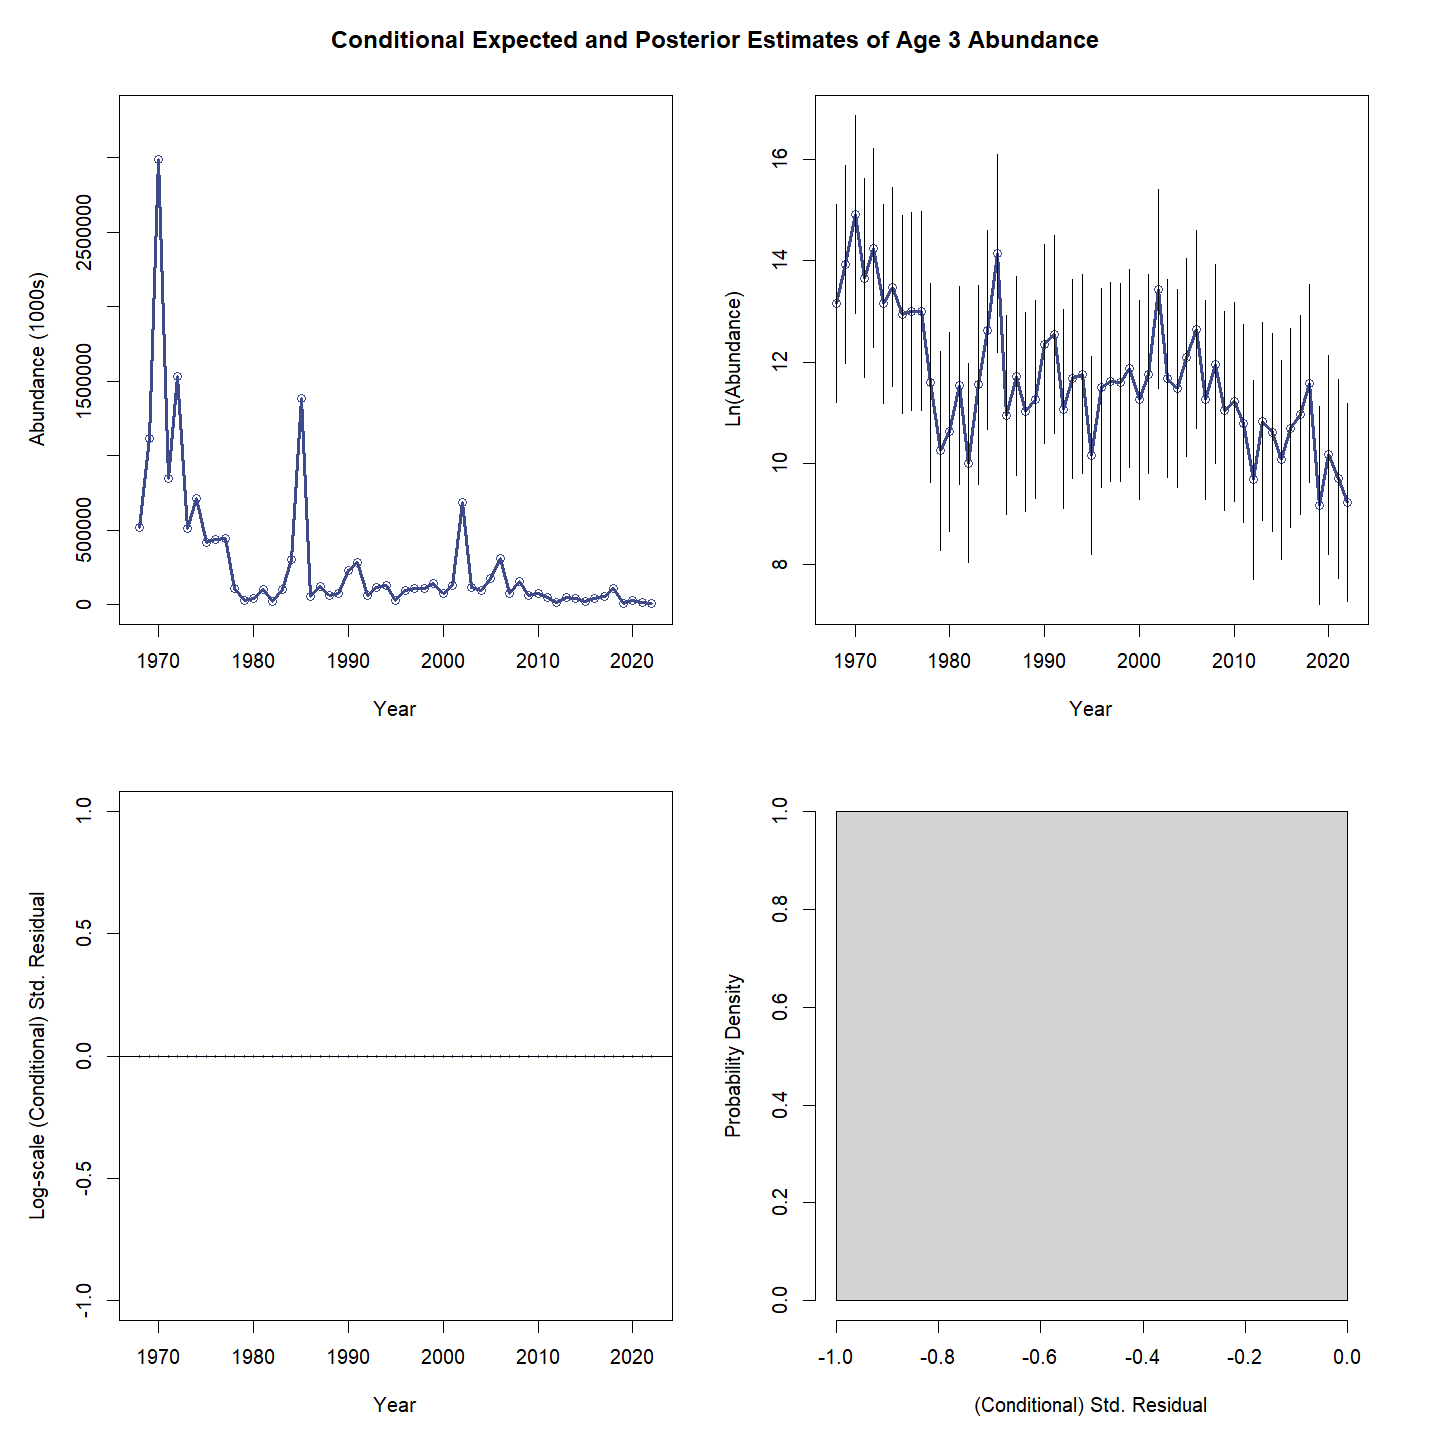 Conditional Expected and Posterior Estimates of Age 3 Abundance
Abundance (1000s)
0
500000
1500000
2500000
1970 1980 1990 2000 2010 2020
Year
Ln(Abundance)
8
10
12
14
16
1970 1980 1990 2000 2010 2020
Year
Log-scale (Conditional) Std. Residual
-1.0
-0.5
0.0
0.5
1.0
1970 1980 1990 2000 2010 2020
Year
Probability Density
0.0
0.2
0.4
0.6
0.8
1.0
-1.0 -0.8 -0.6 -0.4 -0.2 0.0
(Conditional) Std. Residual